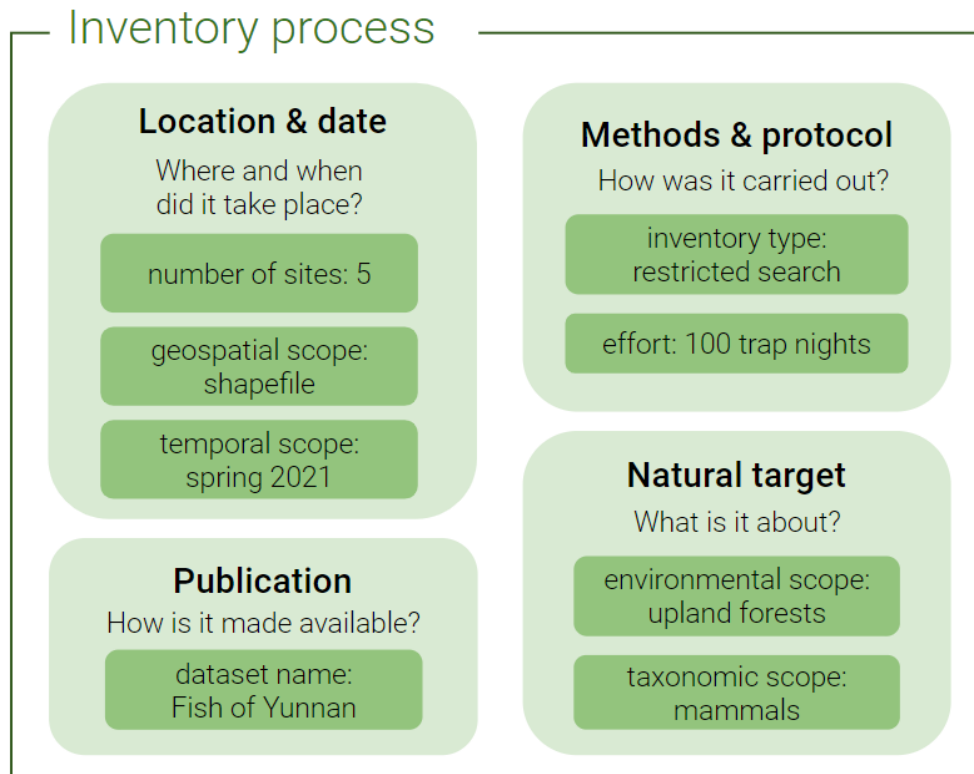 Inventory process
Location & date
Where and when
did it take place?
number of sites: 5
geospatial scope:
shapefile
temporal scope:
spring 2021
Publication
How is it made available?
dataset name:
Fish of Yunnan
Methods & protocol
How was it carried out?
inventory type:
restricted search
effort: 100 trap nights
Natural target
What is it about?
environmental scope:
upland forests
taxonomic scope:
mammals